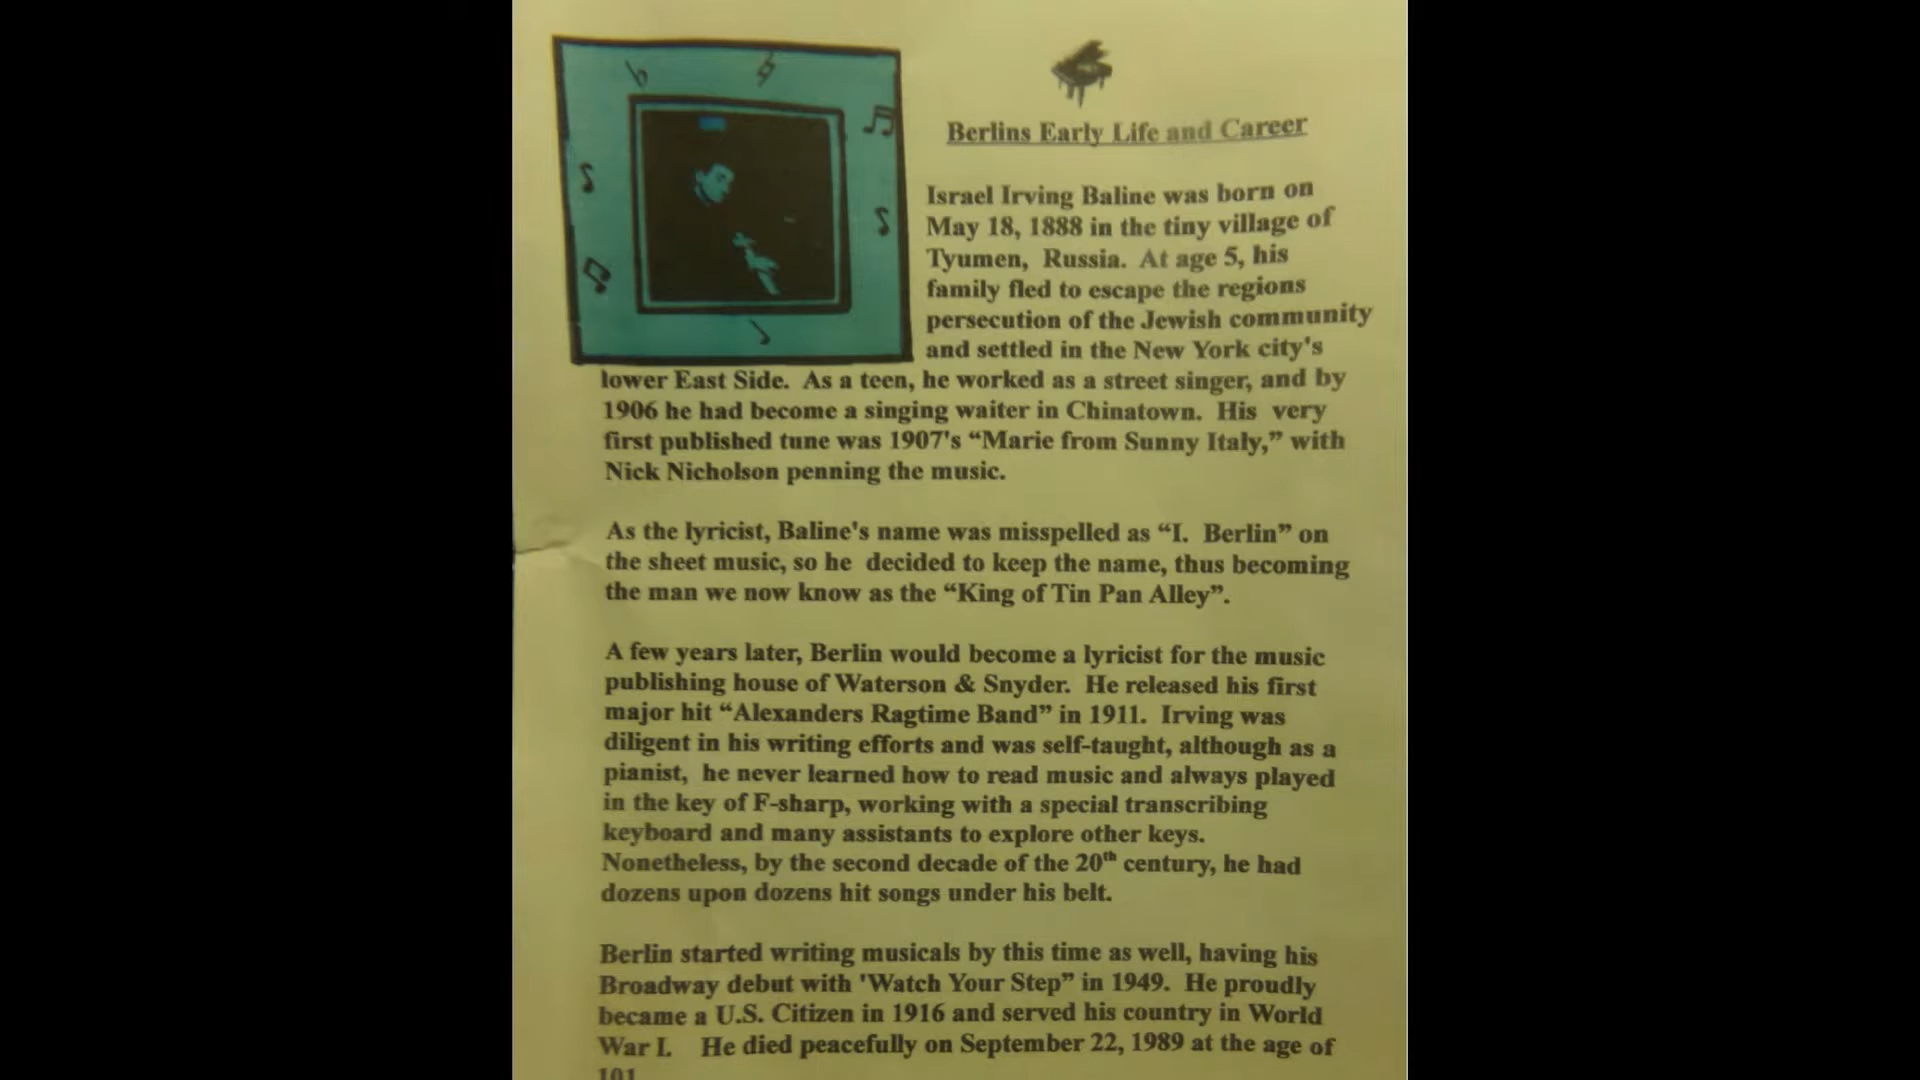 Berlins Early Life and Career
Israel Irving Baline was born on
May 18, 1888 in the tiny village of
Tyumen, Russia. At age 5, his
family fled to escape the regions
persecution of the Jewish community
and settled in the New York city's
lower East Side. As a teen, he worked as a street singer, and by
1906 he had become a singing waiter in Chinatown. His very
first published tune was 1907's “Marie from Sunny Italy,” with
Nick Nicholson penning the music.
As the lyricist, Baline's name was misspelled as “I. Berlin” on
the sheet music, so he decided to keep the name, thus becoming
the man we now know as the “King of Tin Pan Alley”.
A few years later, Berlin would become a lyricist for the music
publishing house of Waterson & Snyder. He released his first
major hit “Alexanders Ragtime Band” in 1911. Irving was
diligent in his writing efforts and was self-taught, although as a
pianist, he never learned how to read music and always played
in the key of F-sharp, working with a special transcribing
keyboard and many assistants to explore other keys.
Nonetheless, by the second decade of the 20th century, he had
dozens upon dozens hit songs under his belt.
Berlin started writing musicals by this time as well, having his
Broadway debut with 'Watch Your Step” in 1949. He proudly
became a U.S. Citizen in 1916 and served his country in World
War I. He died peacefully on September 22, 1989 at the age of
101